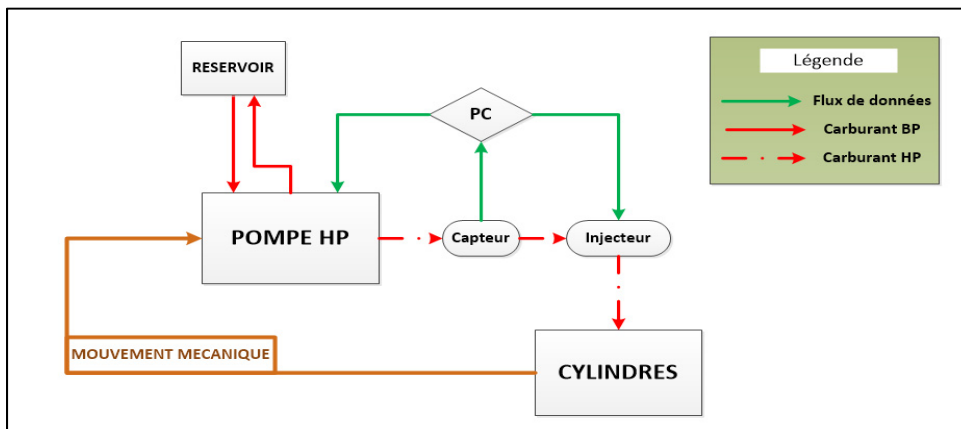 RESERVOIR
PC
Légende
Flux de données
Carburant BP
Carburant HP
POMPE HP
Capteur
Injecteur
MOUVEMENT MECANIQUE
CYLINDRES